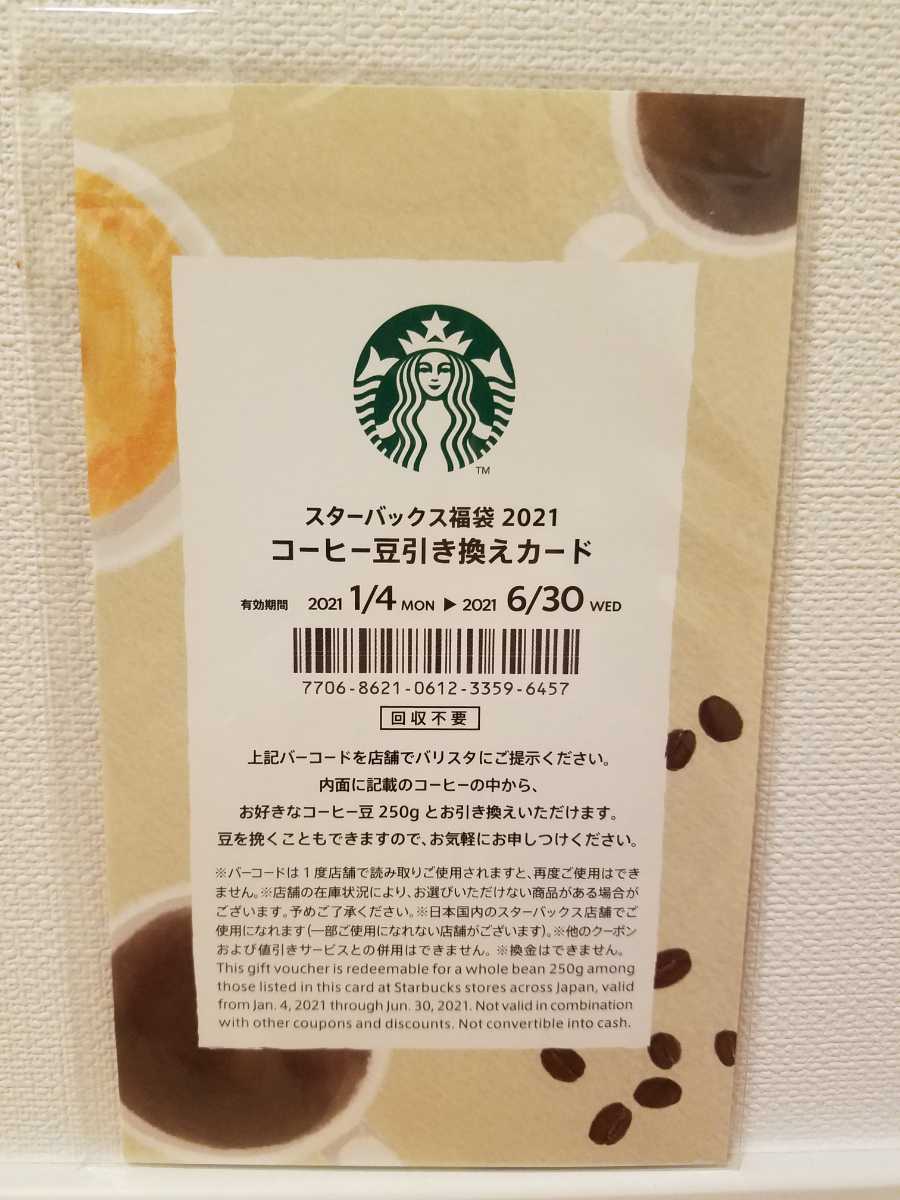 TM
スターバックス福袋 2021
コーヒー豆引き換えカード
有効期間 2021 1/4 MON ▶ 2021 6/30 WED
7706-8621-0612-3359-6457
回収不要
上記バーコードを店舗でバリスタにご提示ください。
内面に記載のコーヒーの中から、
お好きなコーヒー豆 250g とお引き換えいただけます。
豆を挽くこともできますので、お気軽にお申しつけください。
※バーコードは1度店舗で読み取りご使用されますと、再度ご使用はでき
ません。※店舗の在庫状況により、お選びいただけない商品がある場合が
ございます。予めご了承ください。※日本国内のスターバックス店舗でご
使用になれます(一部ご使用になれない店舗がございます)。※他のクーポン
および値引きサービスとの併用はできません。※換金はできません。
This gift voucher is redeemable for a whole bean 250g among
those listed in this card at Starbucks stores across Japan, valid
from Jan. 4, 2021 through Jun. 30, 2021. Not valid in combination
with other coupons and discounts. Not convertible into cash.